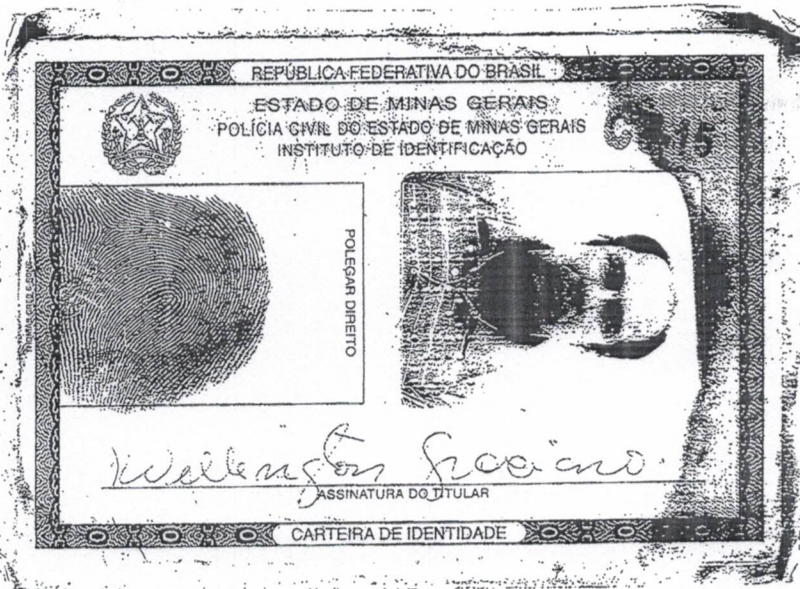 REPÚBLICA FEDERATIVA DO BRASIL
ESTADO DE MINAS GERAIS
POLÍCIA CIVIL DO ESTADO DE MINAS GERAIS
INSTITUTO DE IDENTIFICAÇÃO
POLEGAR DIREITO
Wellington Graciano
ASSINATURA DO TITULAR
CARTEIRA DE IDENTIDADE